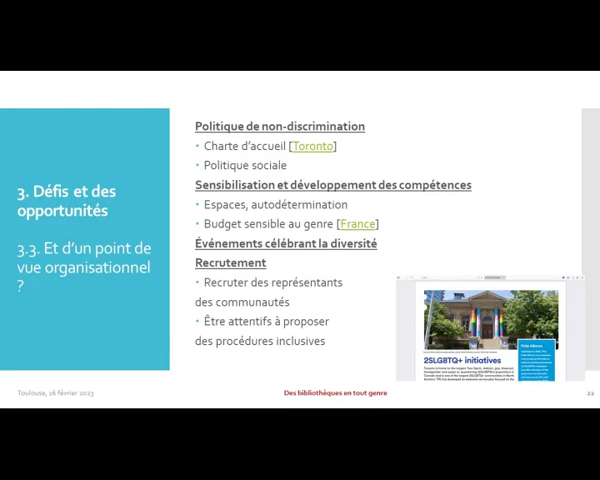 3. Défis et des
opportunités
3.3. Et d'un point de
vue organisationnel
?
Politique de non-discrimination
• Charte d'accueil [Toronto]
• Politique sociale
Sensibilisation et développement des compétences
• Espaces, autodétermination
• Budget sensible au genre [France]
Événements célébrant la diversité
Recrutement
• Recruter des représentants
des communautés
• Être attentifs à proposer
des procédures inclusives
2SLGBTQ+ initiatives
Toulouse, 26 février 2023
Des bibliothèques en tout genre
22